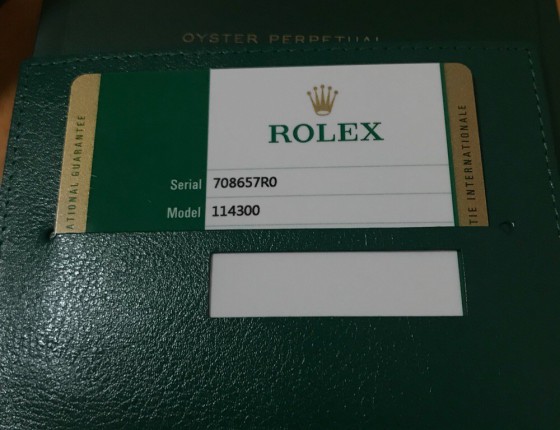 OYSTER PERPETUAL
ROLEX
Serial 708657R0
Model 114300
ATIONAL GUARANTEE
TIE INTERNATIONALE